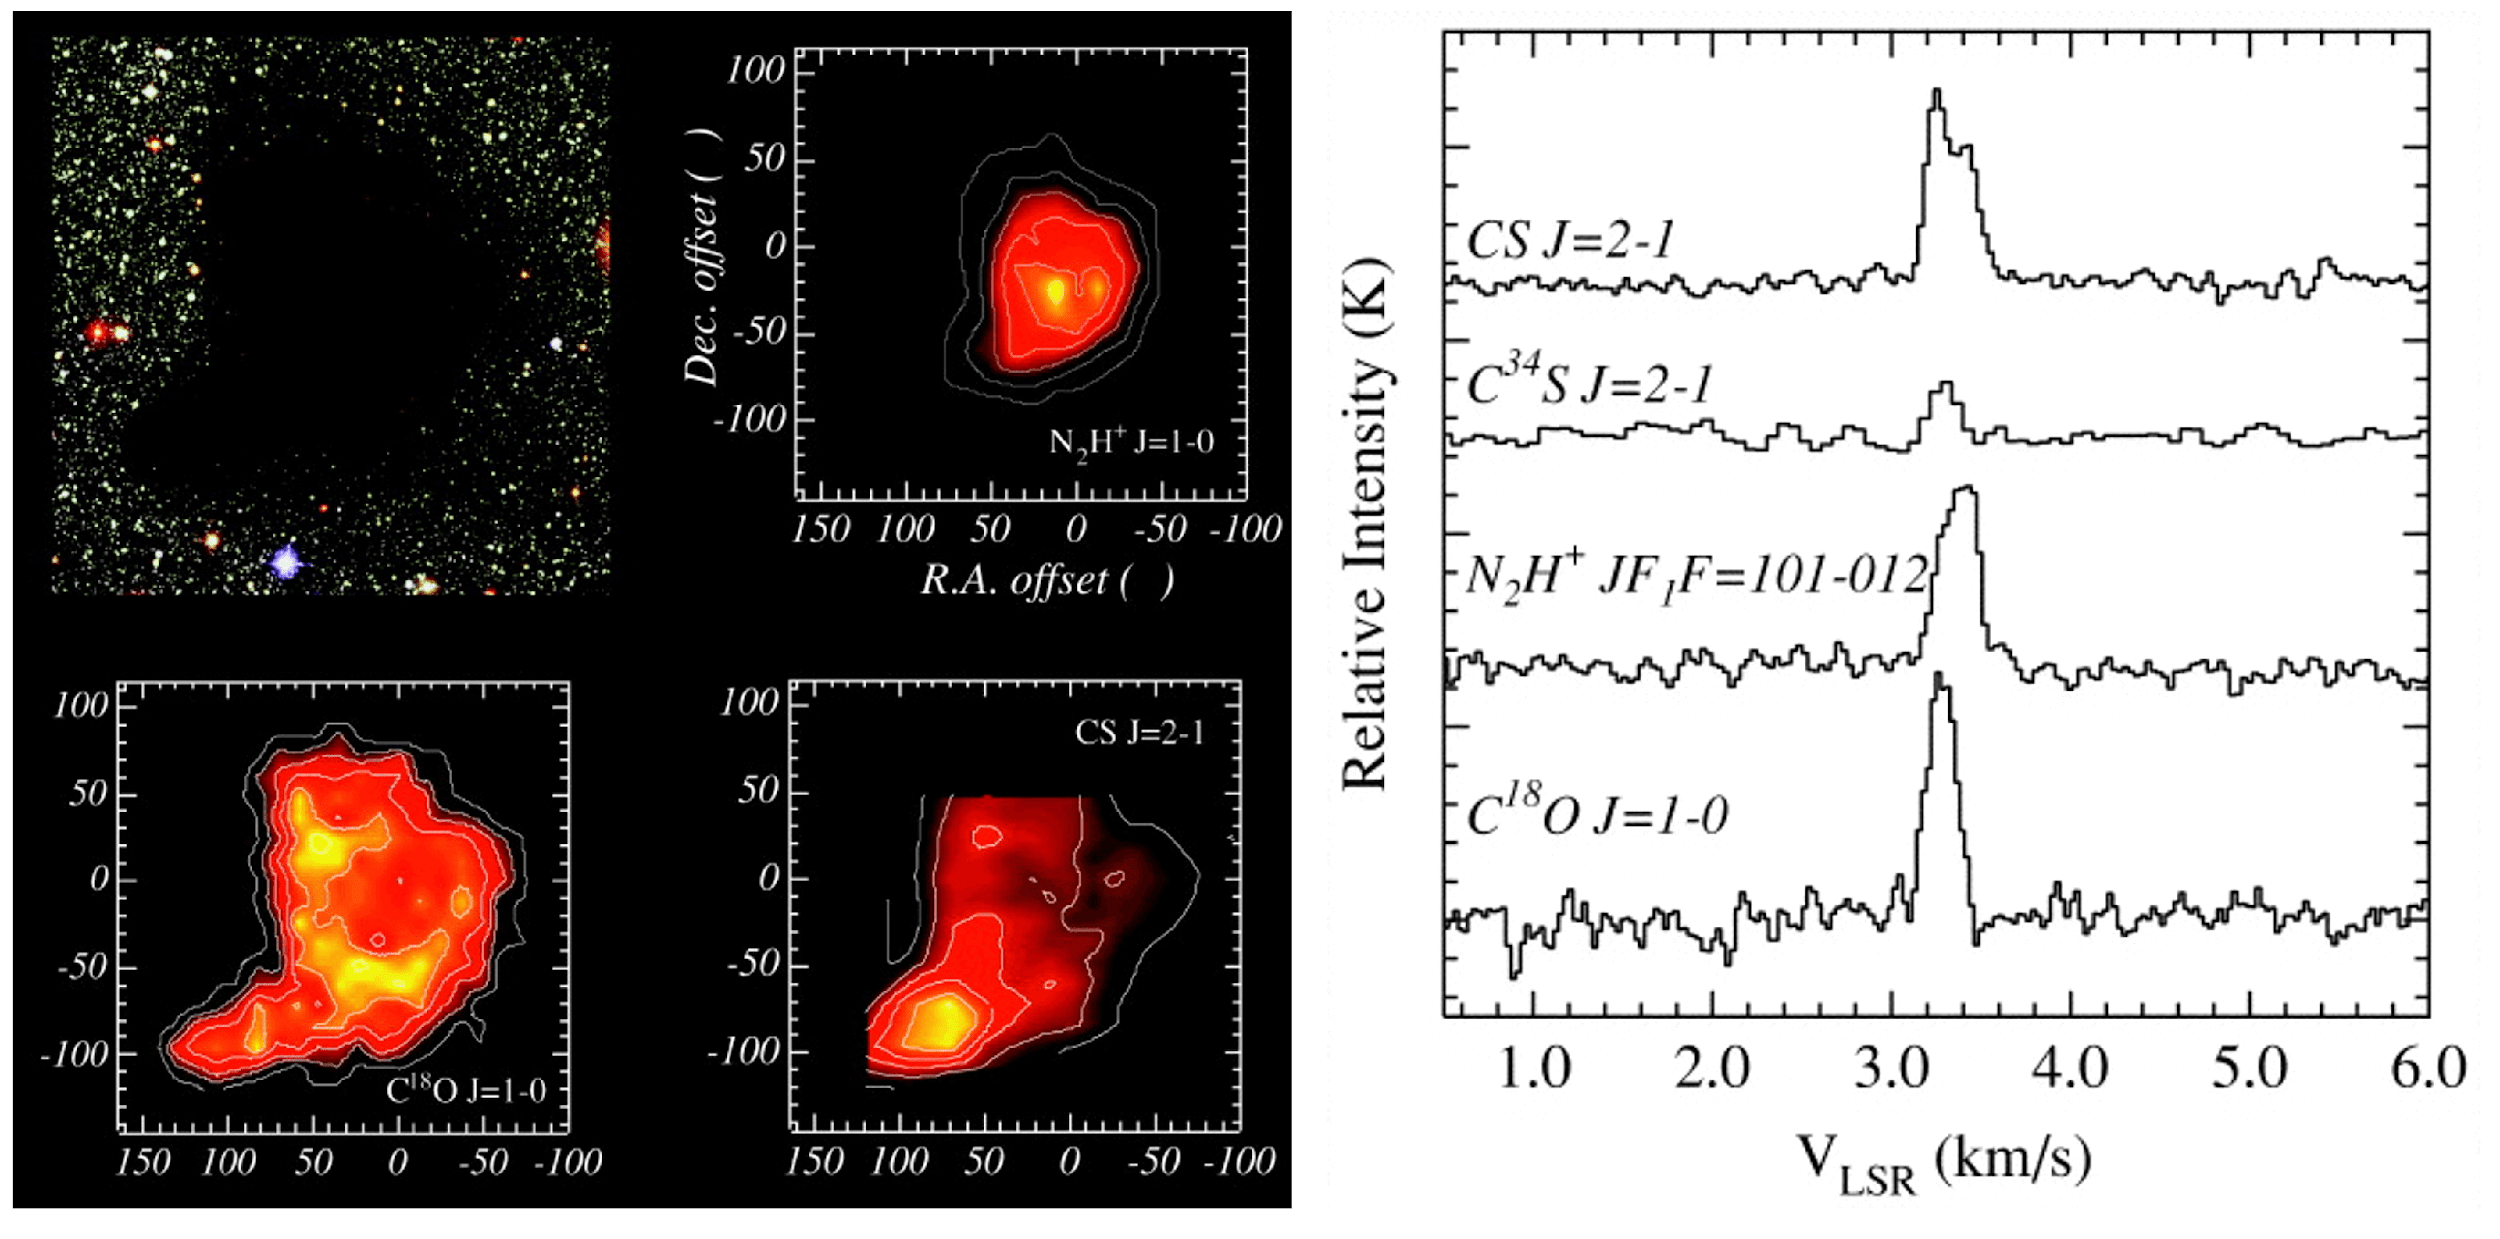 100
50
0
-50
-100
Dec. offset ( )
N₂H⁺ J=1-0
150 100 50 0 -50 -100
R.A. offset ( )
100
50
0
-50
-100
C¹⁸O J=1-0
150 100 50 0 -50 -100
100
50
0
-50
-100
CS J=2-1
150 100 50 0 -50 -100
Relative Intensity (K)
CS J=2-1
C³⁴S J=2-1
N₂H⁺ JF₁F=101-012
C¹⁸O J=1-0
1.0 2.0 3.0 4.0 5.0 6.0
V_LSR (km/s)